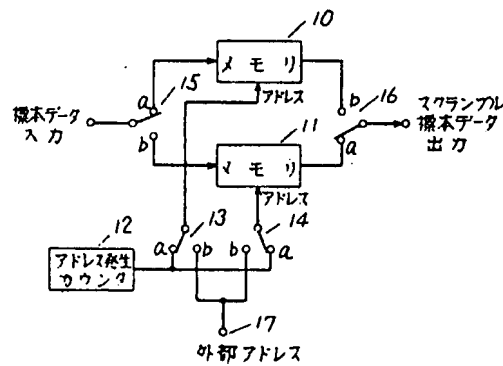 10
メモリ
アドレス
a
15
b
標本データ
入力
b
16
a
スクランブル
標本データ
出力
11
メモリ
アドレス
12
アドレス発生
カウンタ
13
a
b
14
b
a
17
外部アドレス